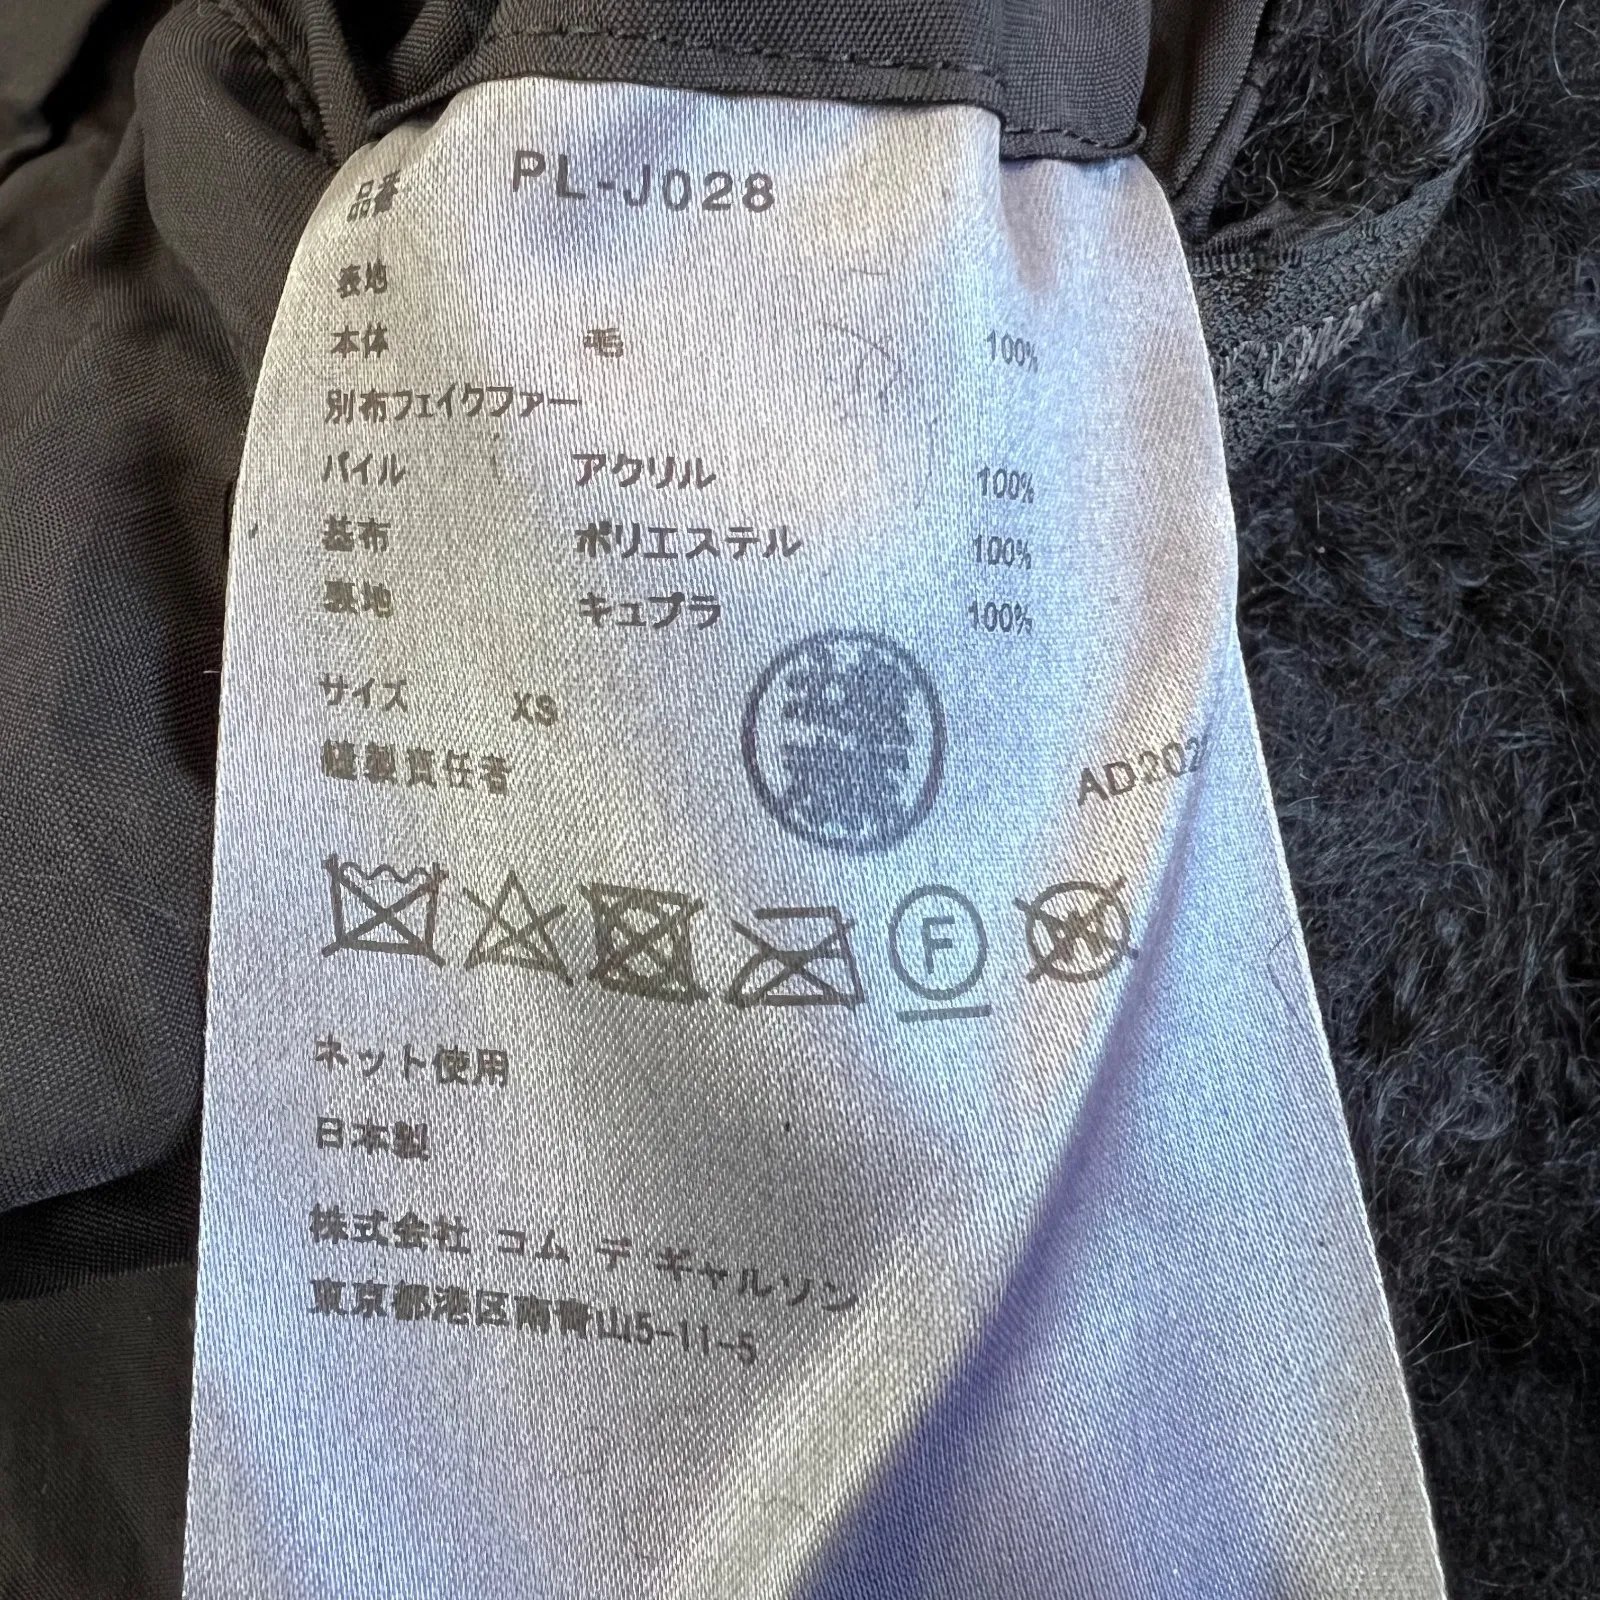 品番 PL-J028
表地
本体 毛 100%
別布フェイクファー
パイル アクリル 100%
基布 ポリエステル 100%
裏地 キュプラ 100%
サイズ XS
縫製責任者
AD202
F
ネット使用
日本製
株式会社 コム デ ギャルソン
東京都港区南青山5-11-5